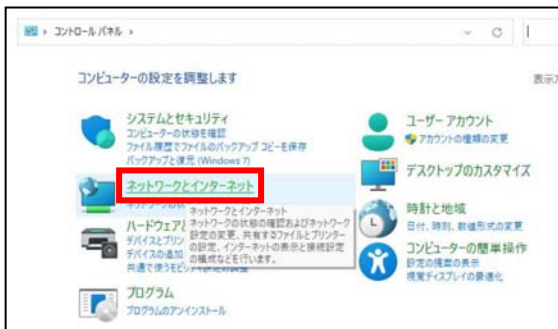 コントロール パネル
コンピューターの設定を調整します
表示
システムとセキュリティ
コンピューターの状態を確認
ファイル履歴でファイルのバックアップ コピーを保存
バックアップと復元 (Windows 7)
ネットワークとインターネット
ネットワークとインターネット
ネットワークの状態の確認およびネットワーク
設定の変更、共有するファイルとプリンター
の設定、インターネットの表示と接続設定
の構成などを行います。
ハードウェア
デバイスとプリン
デバイスの追加
共通で使うモビリティ設定の調整
プログラム
プログラムのアンインストール
ユーザー アカウント
アカウントの種類の変更
デスクトップのカスタマイズ
時計と地域
日付、時刻、数値形式の変更
コンピューターの簡単操作
設定の提案の表示
視覚ディスプレイの最適化